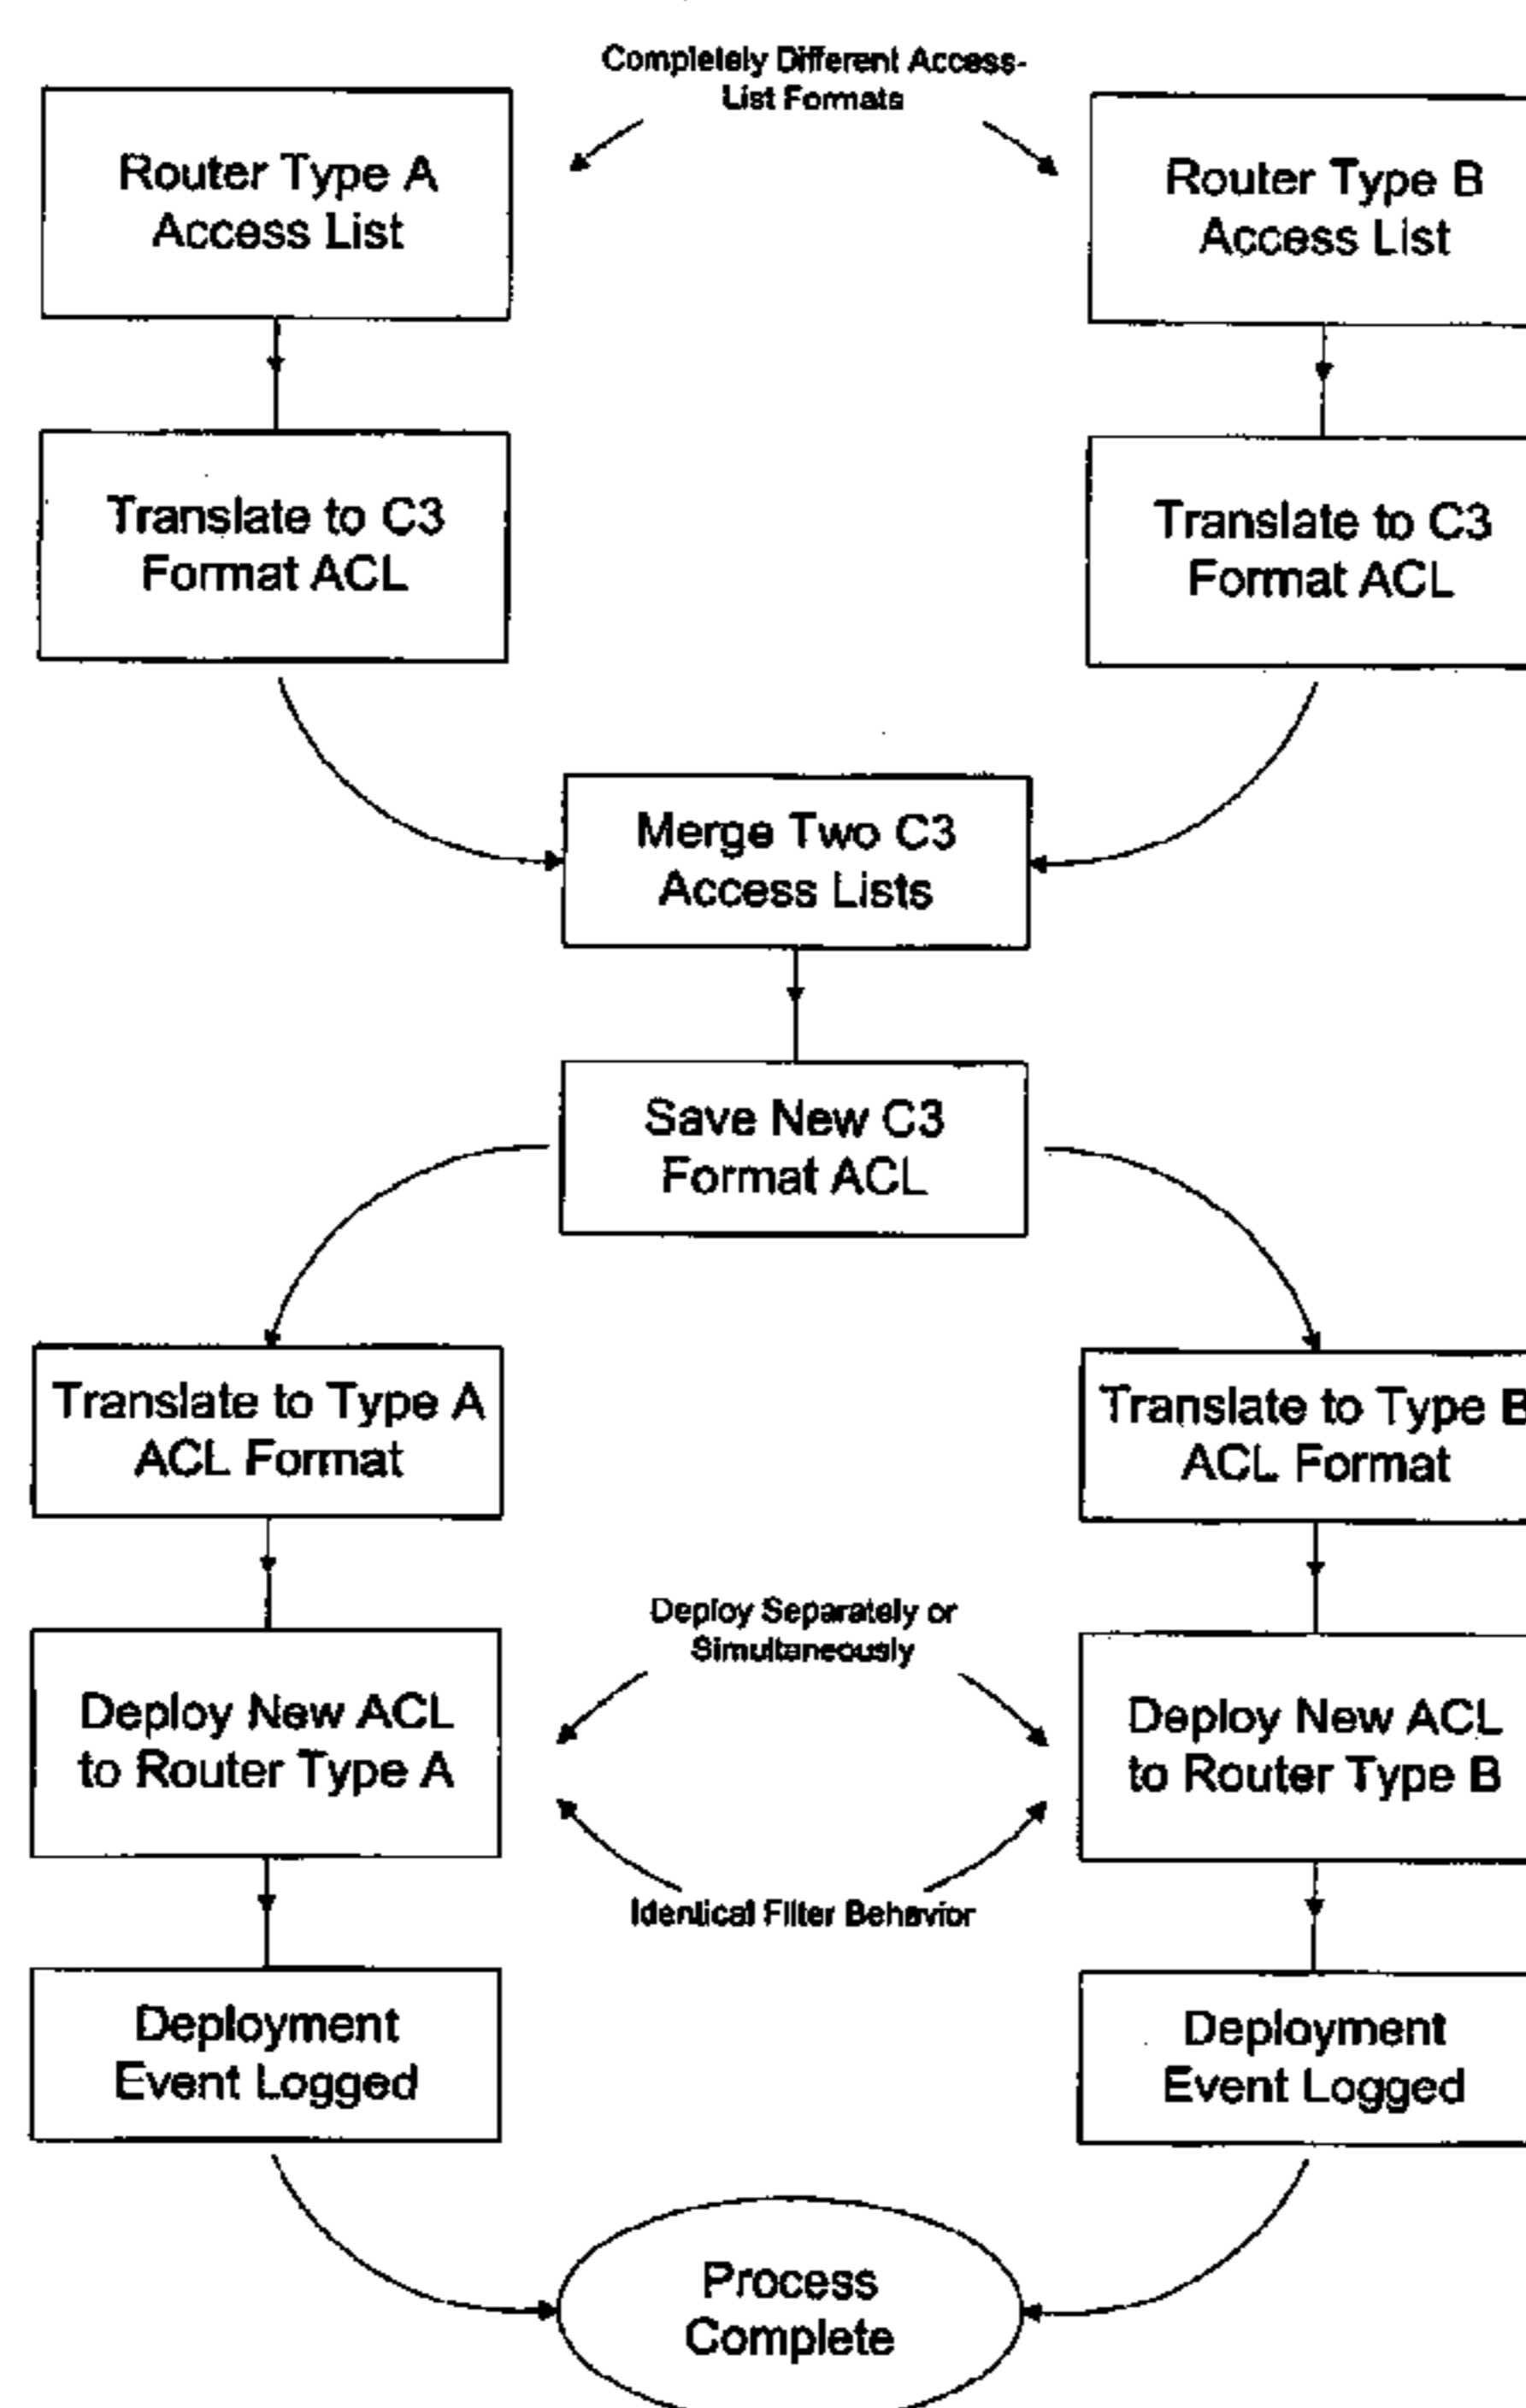 Completely Different Access-
List Formats
Router Type A
Access List
Router Type B
Access List
Translate to C3
Format ACL
Translate to C3
Format ACL
Merge Two C3
Access Lists
Save New C3
Format ACL
Translate to Type A
ACL Format
Translate to Type B
ACL Format
Deploy Separately or
Simultaneously
Deploy New ACL
to Router Type A
Deploy New ACL
to Router Type B
Identical Filter Behavior
Deployment
Event Logged
Deployment
Event Logged
Process
Complete